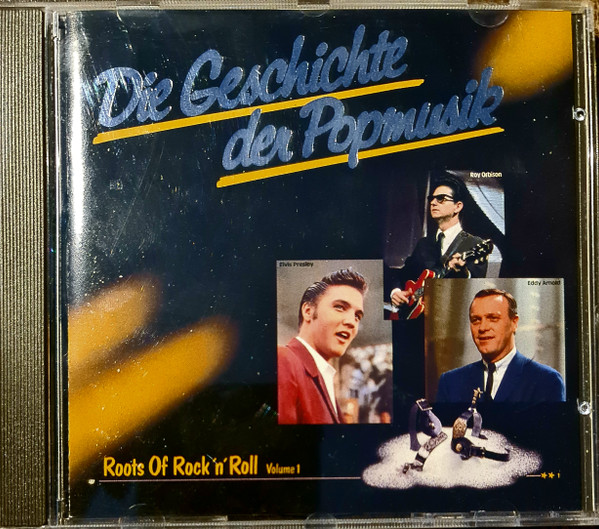 Die Geschichte
der Popmusik
Roy Orbison
Elvis Presley
Eddy Arnold
Roots Of Rock'n'Roll Volume 1